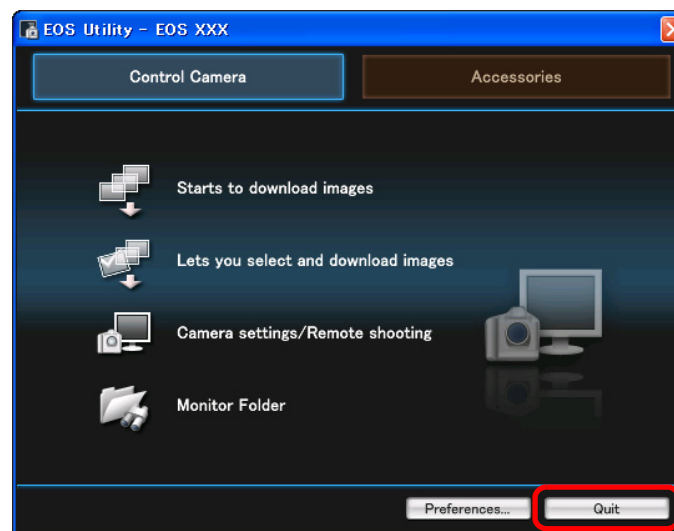 EOS Utility - EOS XXX
Control Camera
Accessories
Starts to download images
Lets you select and download images
Camera settings/Remote shooting
Monitor Folder
Preferences... Quit